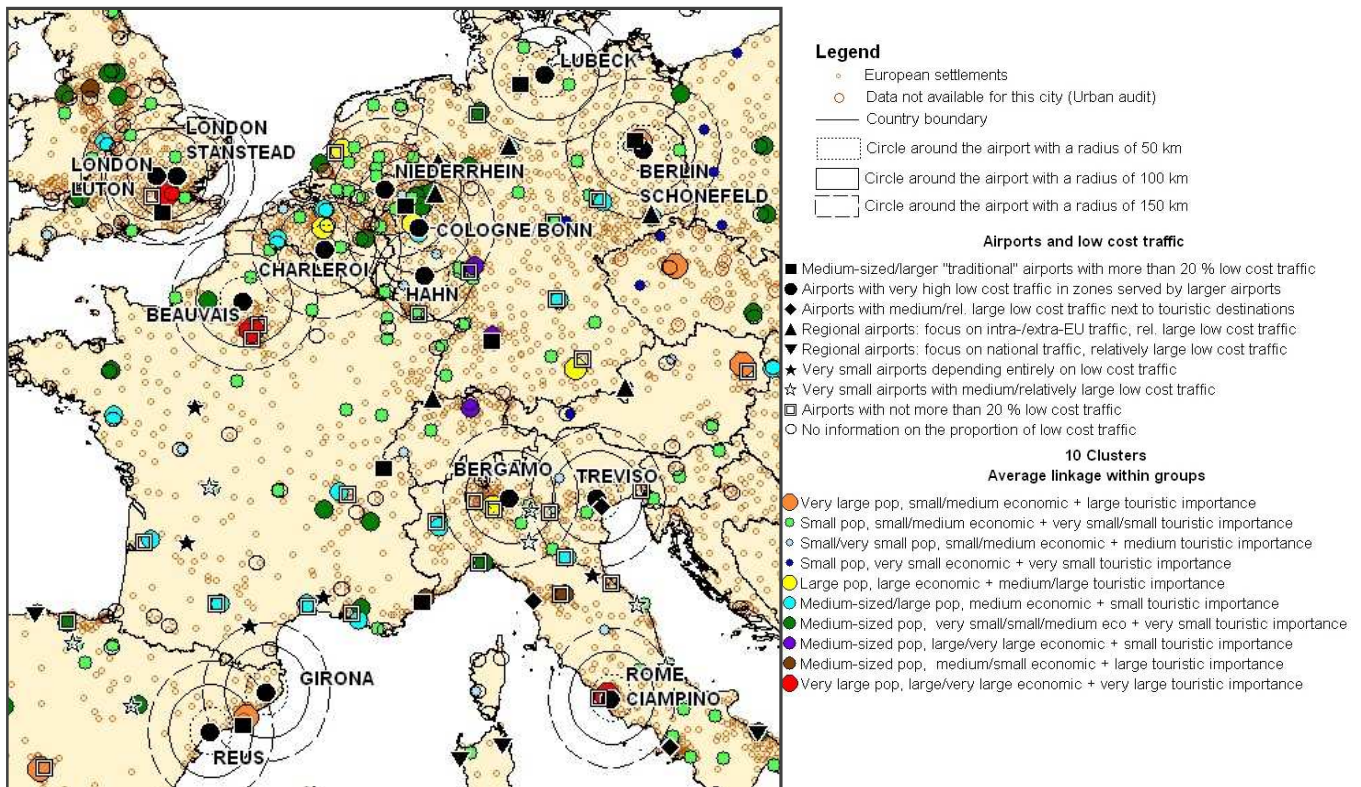 LUBECK
LONDON
STANSTEAD
LONDON
LUTON
NIEDERRHEIN
BERLIN
SCHÖNEFELD
COLOGNE/BONN
CHARLEROI
HAHN
BEAUVAIS
BERGAMO
TREVISO
GIRONA
ROME
CIAMPINO
REUS
Legend
European settlements
Data not available for this city (Urban audit)
Country boundary
Circle around the airport with a radius of 50 km
Circle around the airport with a radius of 100 km
Circle around the airport with a radius of 150 km
Airports and low cost traffic
Medium-sized/larger "traditional" airports with more than 20 % low cost traffic
Airports with very high low cost traffic in zones served by larger airports
Airports with medium/rel. large low cost traffic next to touristic destinations
Regional airports: focus on intra-/extra-EU traffic, rel. large low cost traffic
Regional airports: focus on national traffic, relatively large low cost traffic
Very small airports depending entirely on low cost traffic
Very small airports with medium/relatively large low cost traffic
Airports with not more than 20 % low cost traffic
No information on the proportion of low cost traffic
10 Clusters
Average linkage within groups
Very large pop, small/medium economic + large touristic importance
Small pop, small/medium economic + very small/small touristic importance
Small/very small pop, small/medium economic + medium touristic importance
Small pop, very small economic + very small touristic importance
Large pop, large economic + medium/large touristic importance
Medium-sized/large pop, medium economic + small touristic importance
Medium-sized pop, very small/small/medium eco + very small touristic importance
Medium-sized pop, large/very large economic + small touristic importance
Medium-sized pop, medium/small economic + large touristic importance
Very large pop, large/very large economic + very large touristic importance